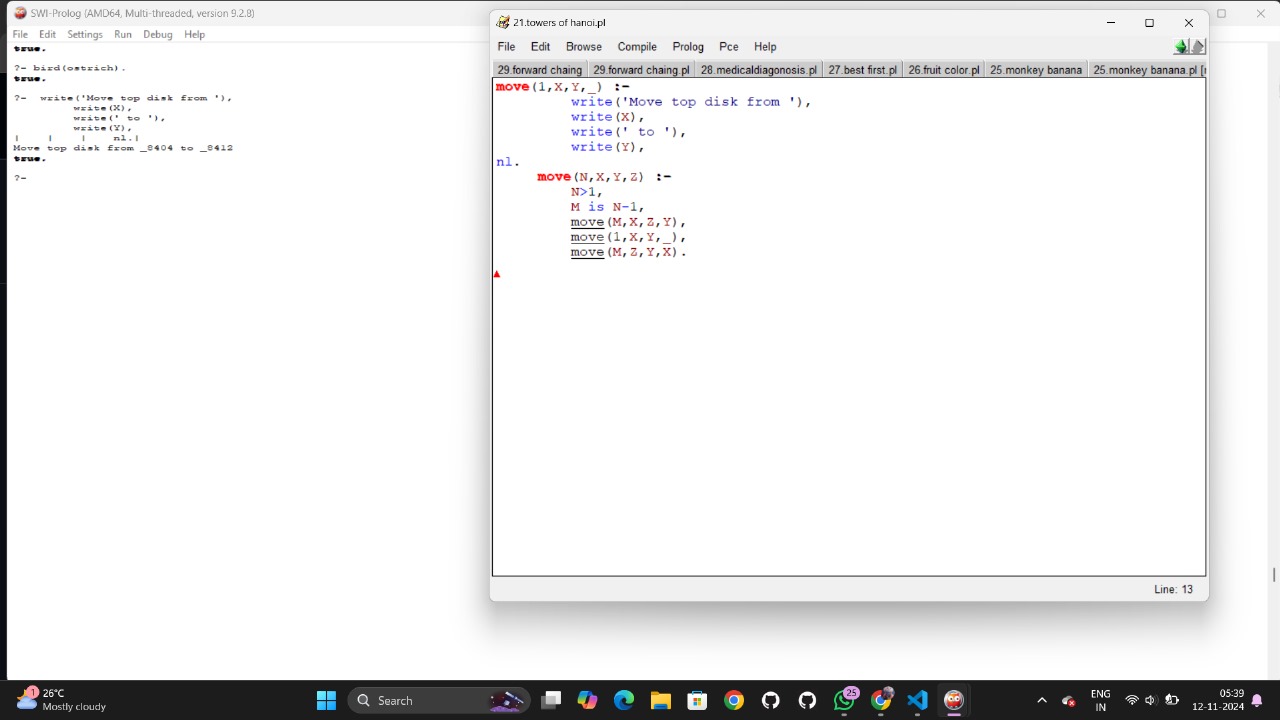 SWI-Prolog (AMD64, Multi-threaded, version 9.2.8)
File Edit Settings Run Debug Help
true.
?- bird(ostrich).
true.
?-  write('Move top disk from '),
write(X),
write(' to '),
write(Y),
|    |    |    nl.|
Move top disk from _8404 to _8412
true.
?-
21.towers of hanoi.pl
File Edit Browse Compile Prolog Pce Help
29.forward chaing 29.forward chaing.pl 28.medicaldiagonosis.pl 27.best first.pl 26.fruit color.pl 25.monkey banana 25.monkey banana.pl [r
move(1,X,Y,_) :-
write('Move top disk from '),
write(X),
write(' to '),
write(Y),
nl.
move(N,X,Y,Z) :-
N>1,
M is N-1,
move(M,X,Z,Y),
move(1,X,Y,_),
move(M,Z,Y,X).
Line: 13
1
26°C
Mostly cloudy
Search
25
ENG
IN
05:39
12-11-2024